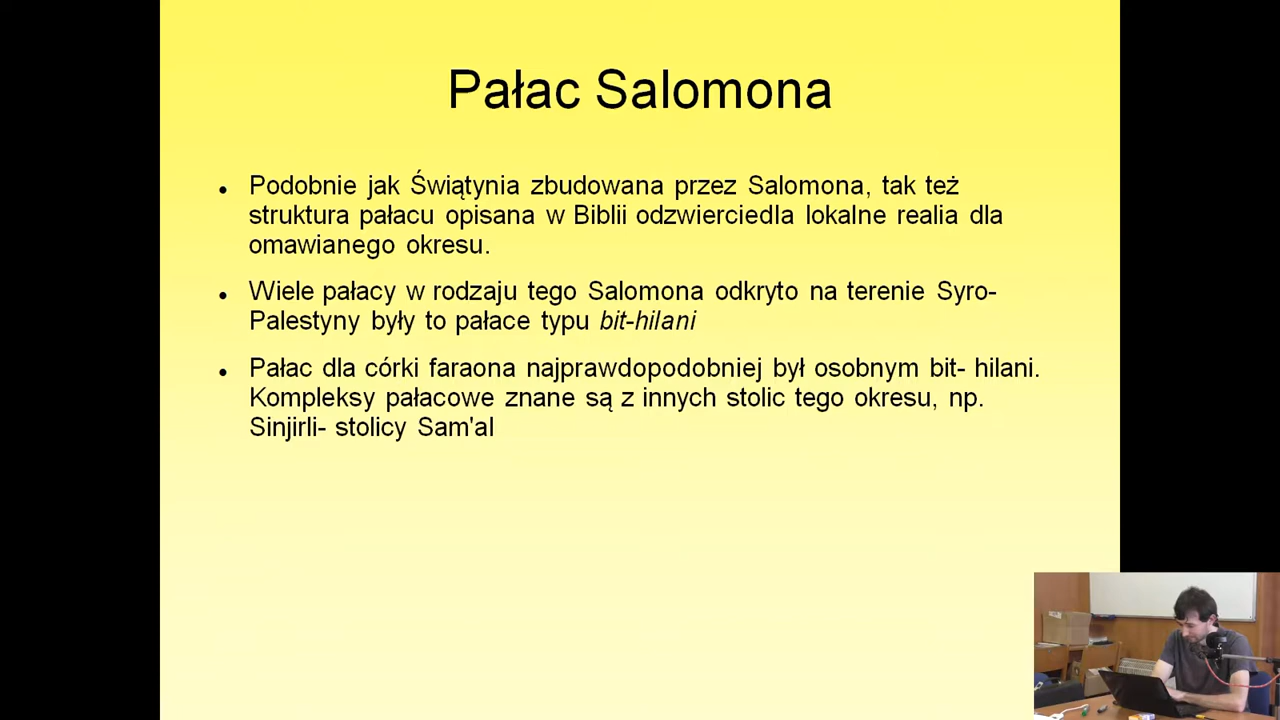 Pałac Salomona
• Podobnie jak Świątynia zbudowana przez Salomona, tak też
struktura pałacu opisana w Biblii odzwierciedla lokalne realia dla
omawianego okresu.
• Wiele pałacy w rodzaju tego Salomona odkryto na terenie Syro-
Palestyny były to pałace typu bit-hilani
• Pałac dla córki faraona najprawdopodobniej był osobnym bit- hilani.
Kompleksy pałacowe znane są z innych stolic tego okresu, np.
Sinjirli- stolicy Sam'al